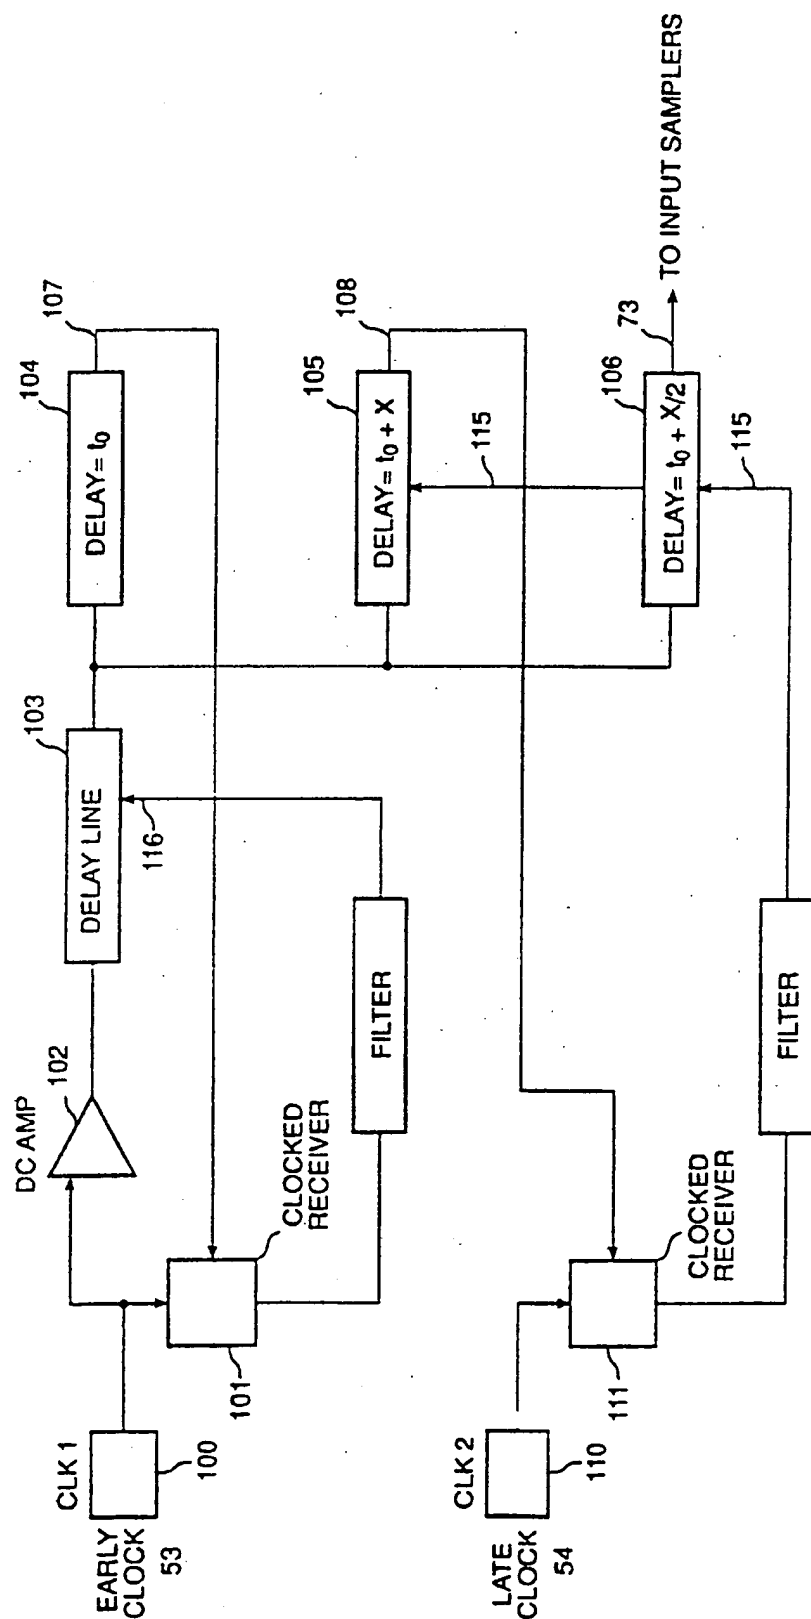 EARLY
CLOCK
53
CLK 1
100
101
CLOCKED
RECEIVER
DC AMP
102
DELAY LINE
103
116
FILTER
DELAY= t₀
104
107
LATE
CLOCK
54
CLK 2
110
111
CLOCKED
RECEIVER
FILTER
DELAY= t₀ + X
105
108
115
DELAY= t₀ + X/2
106
115
73
TO INPUT SAMPLERS